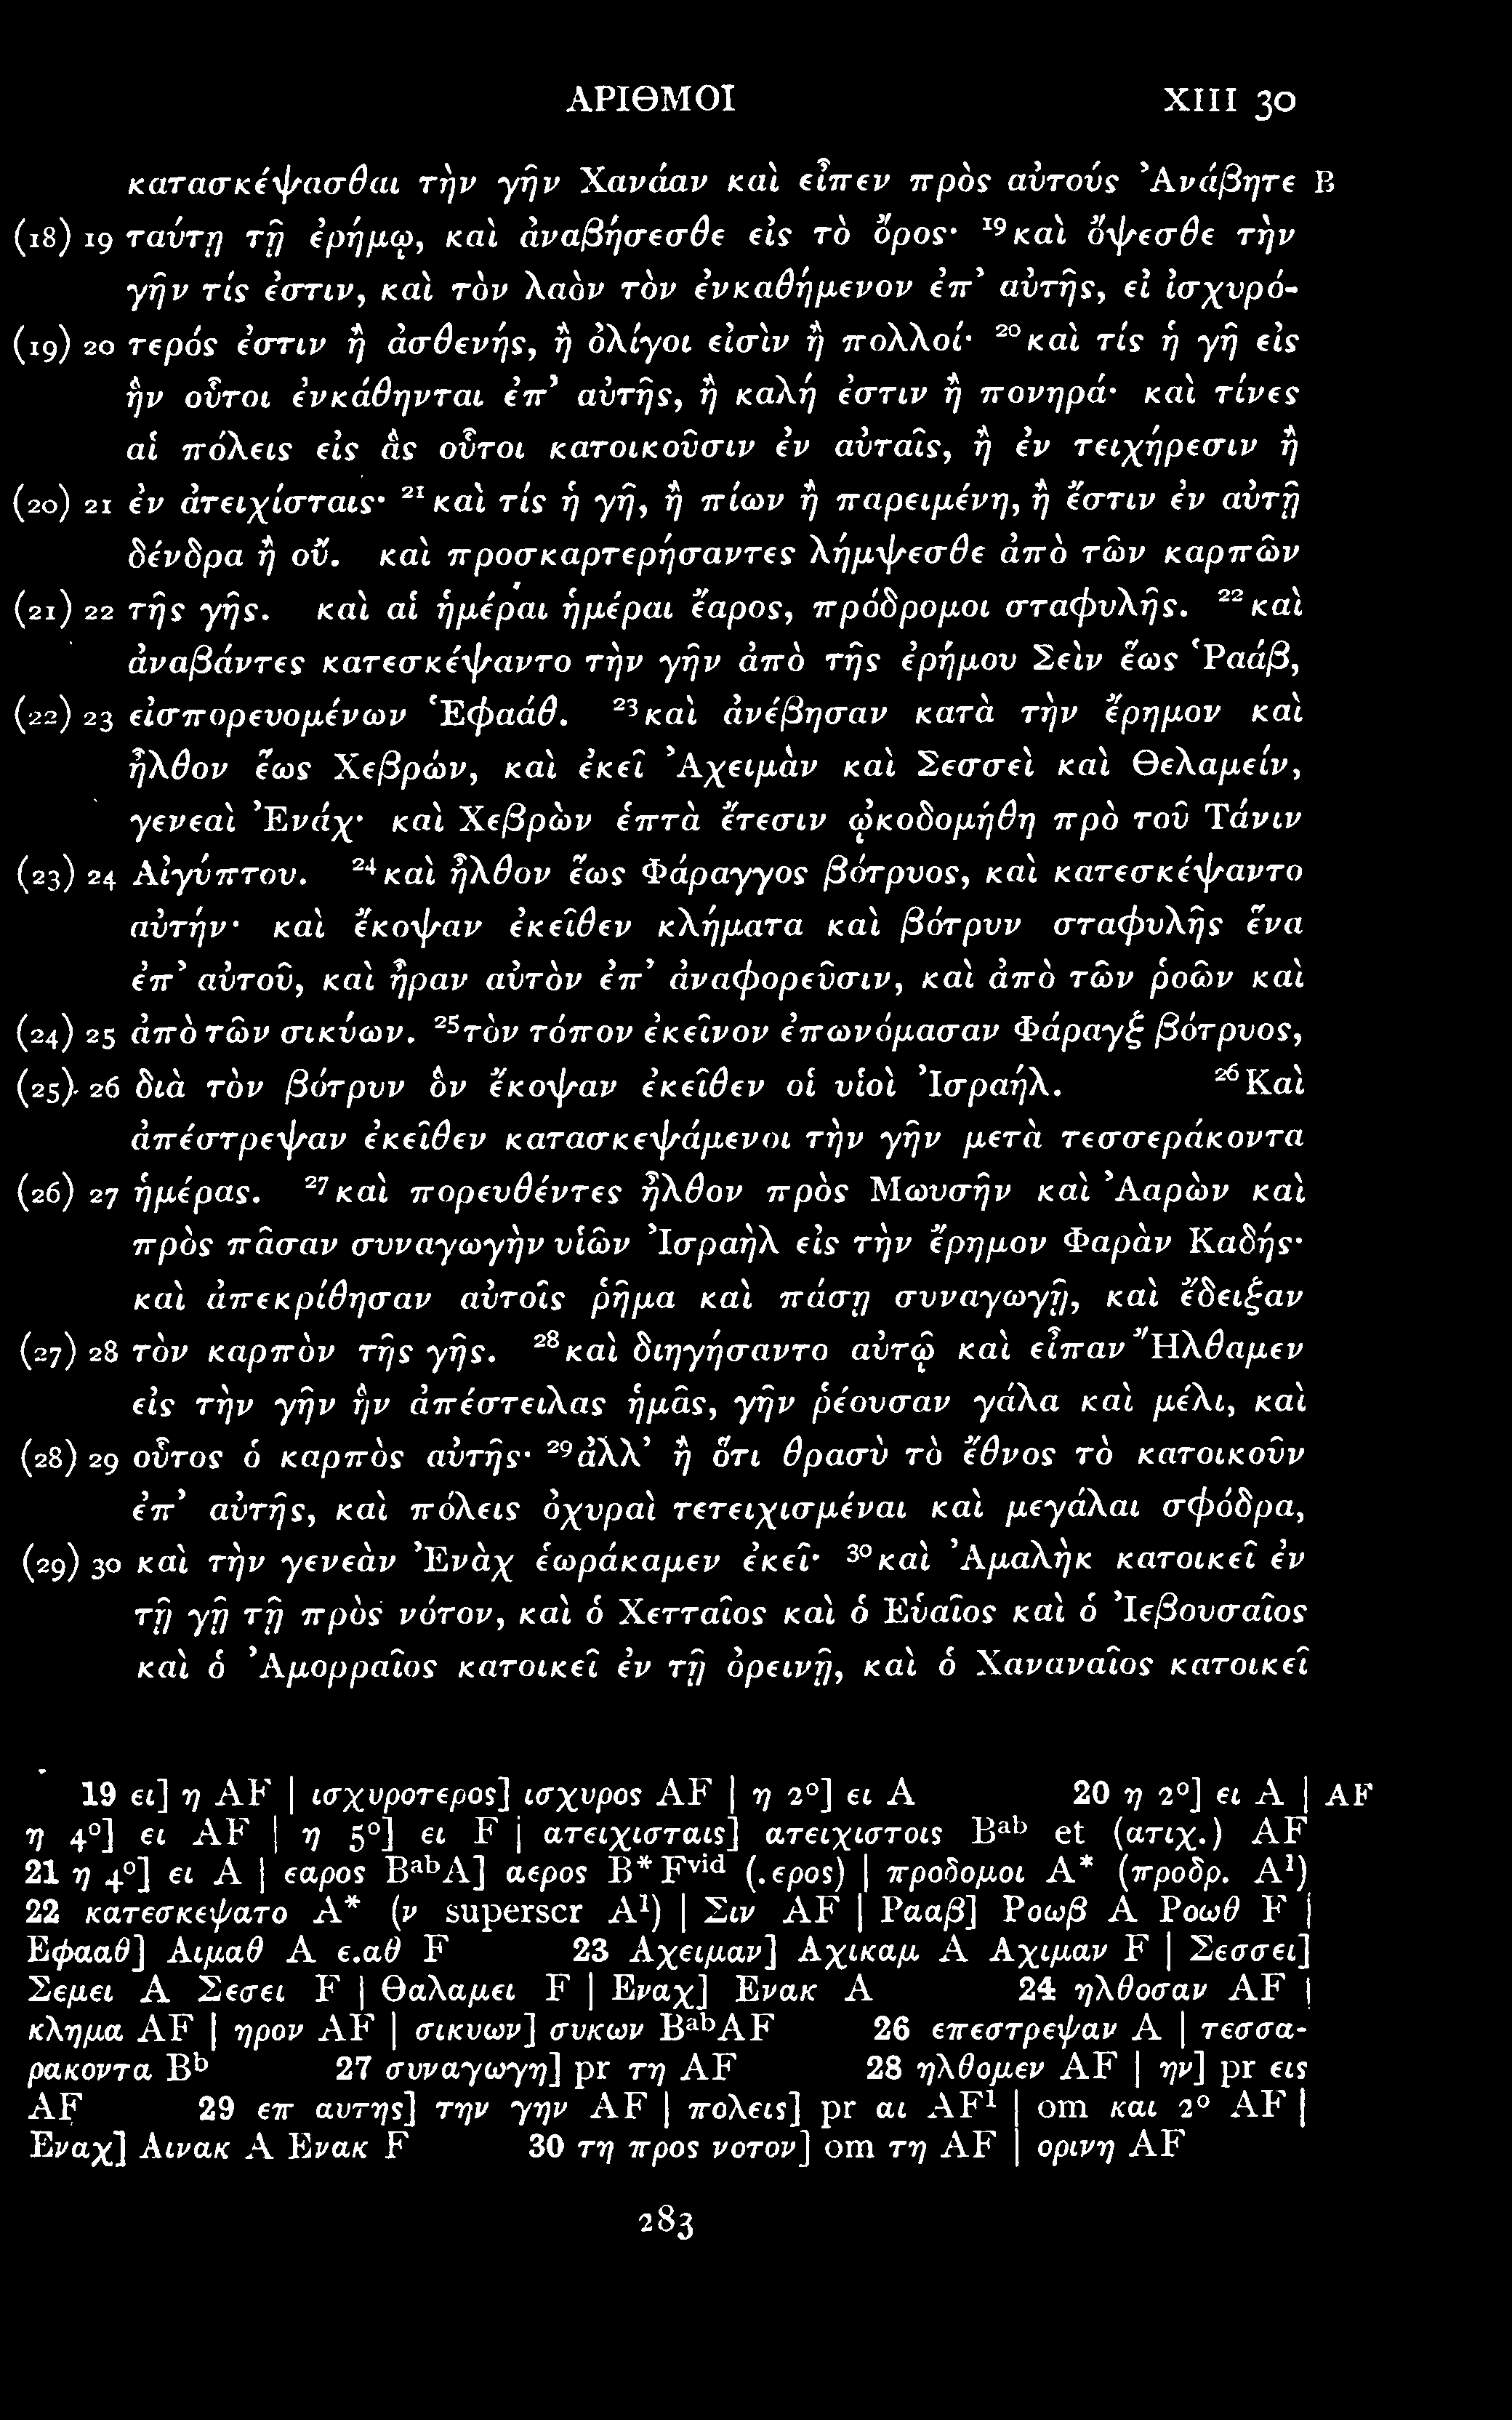 ΑΡΙΘΜΟΙ XIII 30
κατασκέψασθαι τὴν γῆν Χανάαν καὶ εἶπεν πρὸς αὐτούς Ἀνάβητε B
(18) 19 ταύτῃ τῇ ἐρήμῳ, καὶ ἀναβήσεσθε εἰς τὸ ὄρος· ¹⁹καὶ ὄψεσθε τὴν
γῆν τίς ἐστιν, καὶ τὸν λαὸν τὸν ἐνκαθήμενον ἐπ᾽ αὐτῆς, εἰ ἰσχυρό-
(19) 20 τερός ἐστιν ἢ ἀσθενής, ἢ ὀλίγοι εἰσὶν ἢ πολλοί· ²⁰καὶ τίς ἡ γῆ εἰς
ἣν οὗτοι ἐνκάθηνται ἐπ᾽ αὐτῆς, ἢ καλή ἐστιν ἢ πονηρά· καὶ τίνες
αἱ πόλεις εἰς ἃς οὗτοι κατοικοῦσιν ἐν αὐταῖς, ἢ ἐν τειχήρεσιν ἢ
(20) 21 ἐν ἀτειχίσταις· ²¹καὶ τίς ἡ γῆ, ἢ πίων ἢ παρειμένη, ἢ ἔστιν ἐν αὐτῇ
δένδρα ἢ οὔ. καὶ προσκαρτερήσαντες λήμψεσθε ἀπὸ τῶν καρπῶν
(21) 22 τῆς γῆς. καὶ αἱ ἡμέραι ἡμέραι ἔαρος, πρόδρομοι σταφυλῆς. ²²καὶ
ἀναβάντες κατεσκέψαντο τὴν γῆν ἀπὸ τῆς ἐρήμου Σεὶν ἕως Ῥαάβ,
(22) 23 εἰσπορευομένων Ἑφαάθ. ²³καὶ ἀνέβησαν κατὰ τὴν ἔρημον καὶ
ἦλθον ἕως Χεβρών, καὶ ἐκεῖ Ἀχειμὰν καὶ Σεσσεὶ καὶ Θελαμείν,
γενεαὶ Ἐνάχ· καὶ Χεβρὼν ἑπτὰ ἔτεσιν ᾠκοδομήθη πρὸ τοῦ Τάνιν
(23) 24 Αἰγύπτου. ²⁴καὶ ἦλθον ἕως Φάραγγος βότρυος, καὶ κατεσκέψαντο
αὐτήν· καὶ ἔκοψαν ἐκεῖθεν κλήματα καὶ βότρυν σταφυλῆς ἕνα
ἐπ᾽ αὐτοῦ, καὶ ἦραν αὐτὸν ἐπ᾽ ἀναφορεῦσιν, καὶ ἀπὸ τῶν ῥοῶν καὶ
(24) 25 ἀπὸ τῶν σικύων. ²⁵τὸν τόπον ἐκεῖνον ἐπωνόμασαν Φάραγξ βότρυος,
(25) 26 διὰ τὸν βότρυν ὃν ἔκοψαν ἐκεῖθεν οἱ υἱοὶ Ἰσραήλ. ²⁶Καὶ
ἀπέστρεψαν ἐκεῖθεν κατασκεψάμενοι τὴν γῆν μετὰ τεσσεράκοντα
(26) 27 ἡμέρας. ²⁷καὶ πορευθέντες ἦλθον πρὸς Μωυσῆν καὶ Ἀαρὼν καὶ
πρὸς πᾶσαν συναγωγὴν υἱῶν Ἰσραὴλ εἰς τὴν ἔρημον Φαρὰν Καδής·
καὶ ἀπεκρίθησαν αὐτοῖς ῥῆμα καὶ πάσῃ συναγωγῇ, καὶ ἔδειξαν
(27) 28 τὸν καρπὸν τῆς γῆς. ²⁸καὶ διηγήσαντο αὐτῷ καὶ εἶπαν Ἤλθαμεν
εἰς τὴν γῆν ἣν ἀπέστειλας ἡμᾶς, γῆν ῥέουσαν γάλα καὶ μέλι, καὶ
(28) 29 οὗτος ὁ καρπὸς αὐτῆς· ²⁹ἀλλ᾽ ἢ ὅτι θρασὺ τὸ ἔθνος τὸ κατοικοῦν
ἐπ᾽ αὐτῆς, καὶ πόλεις ὀχυραὶ τετειχισμέναι καὶ μεγάλαι σφόδρα,
(29) 30 καὶ τὴν γενεὰν Ἐνὰχ ἑωράκαμεν ἐκεῖ· ³⁰καὶ Ἀμαλὴκ κατοικεῖ ἐν
τῇ γῇ τῇ πρὸς νότον, καὶ ὁ Χετταῖος καὶ ὁ Εὑαῖος καὶ ὁ Ἰεβουσαῖος
καὶ ὁ Ἀμορραῖος κατοικεῖ ἐν τῇ ὀρεινῇ, καὶ ὁ Χαναναῖος κατοικεῖ
19 ει] η AF | ισχυροτερος] ισχυρος AF | η 2°] ει A 20 η 2°] ει A | AF
η 4°] ει AF | η 5°] ει F | ατειχισταις] ατειχιστοις Bᵃᵇ et (ατιχ.) AF
21 η 4°] ει A | εαρος BᵃᵇA] αερος B* Fᵛⁱᵈ (.ερος) | προδομοι A* (προδρ. A¹)
22 κατεσκεψατο A* (ν superscr A¹) | Σιν AF | Ρααβ] Ροωβ A Ροωθ F |
Εφααθ] Αιμαθ A ε.αθ F 23 Αχειμαν] Αχικαμ A Αχιμαν F | Σεσσει]
Σεμει A Σεσει F | Θαλαμει F | Εναχ] Ενακ A 24 ηλθοσαν AF |
κλημα AF | ηρον AF | σικυων] συκων BᵃᵇAF 26 επεστρεψαν A | τεσσα-
ρακοντα Bᵇ 27 συναγωγη] pr τη AF 28 ηλθομεν AF | ην] pr εις
AF 29 επ αυτης] την γην AF | πολεις] pr αι AF¹ | om και 2° AF |
Εναχ] Αινακ A Ενακ F 30 τη προς νοτον] om τη AF | ορινη AF
283